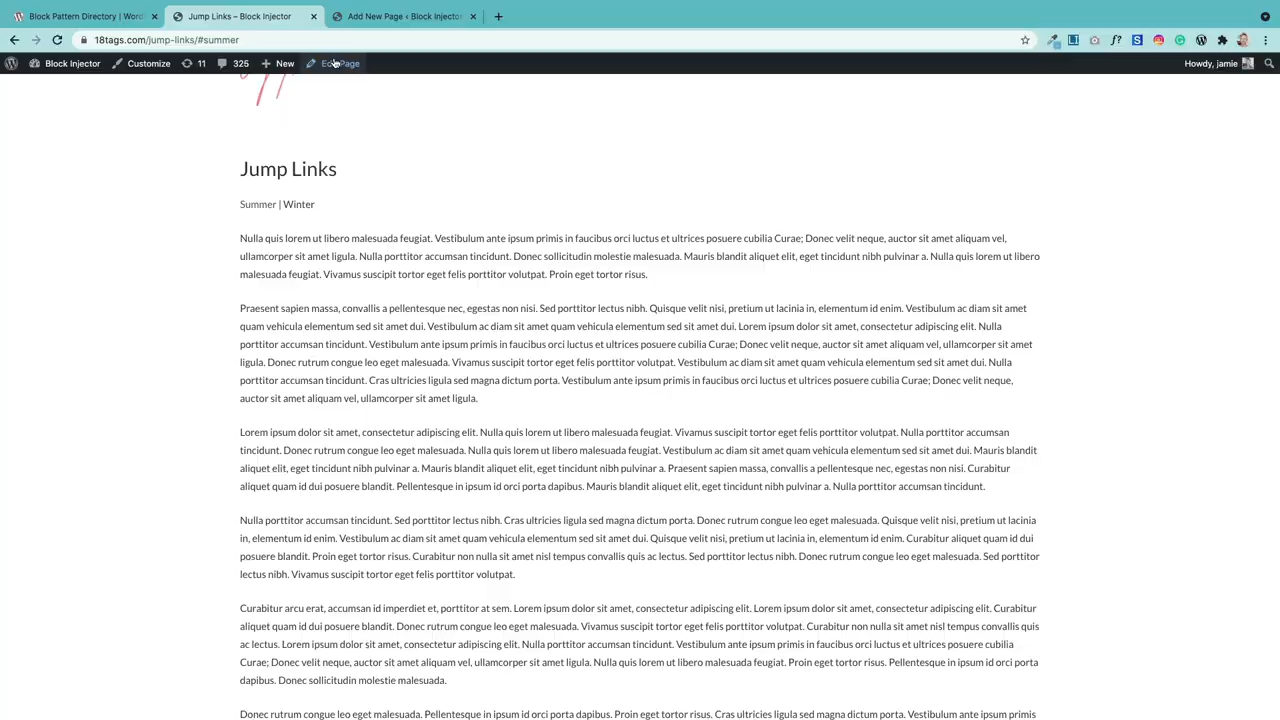 Block Pattern Directory | Word
Jump Links – Block Injector
Add New Page ‹ Block Injector
18tags.com/jump-links/#summer
Block Injector
Customize
11
325
New
Edit Page
Howdy, jamie
Jump Links
Summer | Winter
Nulla quis lorem ut libero malesuada feugiat. Vestibulum ante ipsum primis in faucibus orci luctus et ultrices posuere cubilia Curae; Donec velit neque, auctor sit amet aliquam vel,
ullamcorper sit amet ligula. Nulla porttitor accumsan tincidunt. Donec sollicitudin molestie malesuada. Mauris blandit aliquet elit, eget tincidunt nibh pulvinar a. Nulla quis lorem ut libero
malesuada feugiat. Vivamus suscipit tortor eget felis porttitor volutpat. Proin eget tortor risus.
Praesent sapien massa, convallis a pellentesque nec, egestas non nisi. Sed porttitor lectus nibh. Quisque velit nisi, pretium ut lacinia in, elementum id enim. Vestibulum ac diam sit amet
quam vehicula elementum sed sit amet dui. Vestibulum ac diam sit amet quam vehicula elementum sed sit amet dui. Lorem ipsum dolor sit amet, consectetur adipiscing elit. Nulla
porttitor accumsan tincidunt. Vestibulum ante ipsum primis in faucibus orci luctus et ultrices posuere cubilia Curae; Donec velit neque, auctor sit amet aliquam vel, ullamcorper sit amet
ligula. Donec rutrum congue leo eget malesuada. Vivamus suscipit tortor eget felis porttitor volutpat. Vestibulum ac diam sit amet quam vehicula elementum sed sit amet dui. Nulla
porttitor accumsan tincidunt. Cras ultricies ligula sed magna dictum porta. Vestibulum ante ipsum primis in faucibus orci luctus et ultrices posuere cubilia Curae; Donec velit neque,
auctor sit amet aliquam vel, ullamcorper sit amet ligula.
Lorem ipsum dolor sit amet, consectetur adipiscing elit. Nulla quis lorem ut libero malesuada feugiat. Vivamus suscipit tortor eget felis porttitor volutpat. Nulla porttitor accumsan
tincidunt. Donec rutrum congue leo eget malesuada. Nulla quis lorem ut libero malesuada feugiat. Vestibulum ac diam sit amet quam vehicula elementum sed sit amet dui. Mauris blandit
aliquet elit, eget tincidunt nibh pulvinar a. Mauris blandit aliquet elit, eget tincidunt nibh pulvinar a. Praesent sapien massa, convallis a pellentesque nec, egestas non nisi. Curabitur
aliquet quam id dui posuere blandit. Pellentesque in ipsum id orci porta dapibus. Mauris blandit aliquet elit, eget tincidunt nibh pulvinar a. Nulla porttitor accumsan tincidunt.
Nulla porttitor accumsan tincidunt. Sed porttitor lectus nibh. Cras ultricies ligula sed magna dictum porta. Donec rutrum congue leo eget malesuada. Quisque velit nisi, pretium ut lacinia
in, elementum id enim. Vestibulum ac diam sit amet quam vehicula elementum sed sit amet dui. Quisque velit nisi, pretium ut lacinia in, elementum id enim. Curabitur aliquet quam id dui
posuere blandit. Proin eget tortor risus. Curabitur non nulla sit amet nisl tempus convallis quis ac lectus. Sed porttitor lectus nibh. Donec rutrum congue leo eget malesuada. Sed porttitor
lectus nibh. Vivamus suscipit tortor eget felis porttitor volutpat.
Curabitur arcu erat, accumsan id imperdiet et, porttitor at sem. Lorem ipsum dolor sit amet, consectetur adipiscing elit. Lorem ipsum dolor sit amet, consectetur adipiscing elit. Curabitur
aliquet quam id dui posuere blandit. Donec rutrum congue leo eget malesuada. Vivamus suscipit tortor eget felis porttitor volutpat. Curabitur non nulla sit amet nisl tempus convallis quis
ac lectus. Lorem ipsum dolor sit amet, consectetur adipiscing elit. Nulla porttitor accumsan tincidunt. Vestibulum ante ipsum primis in faucibus orci luctus et ultrices posuere cubilia
Curae; Donec velit neque, auctor sit amet aliquam vel, ullamcorper sit amet ligula. Nulla quis lorem ut libero malesuada feugiat. Proin eget tortor risus. Pellentesque in ipsum id orci porta
dapibus. Donec sollicitudin molestie malesuada.
Donec rutrum congue leo eget malesuada. Pellentesque in ipsum id orci porta dapibus. Proin eget tortor risus. Cras ultricies ligula sed magna dictum porta. Vestibulum ante ipsum primis